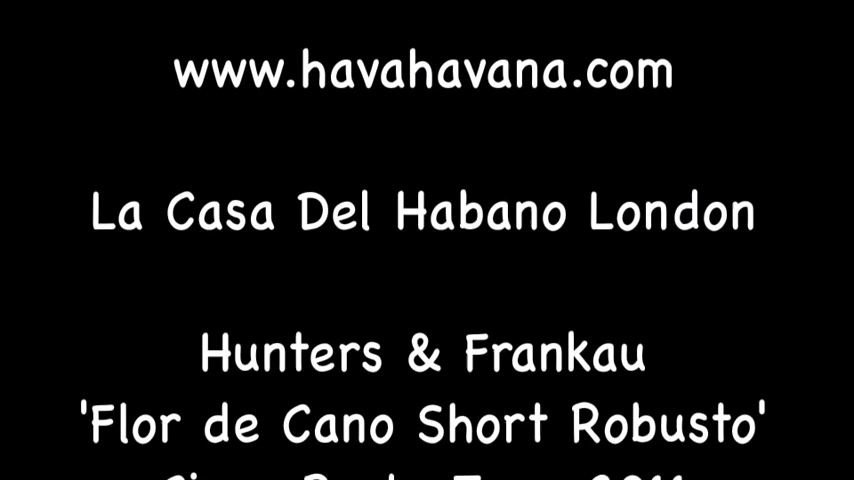 www.havahavana.com
La Casa Del Habano London
Hunters & Frankau
'Flor de Cano Short Robusto'